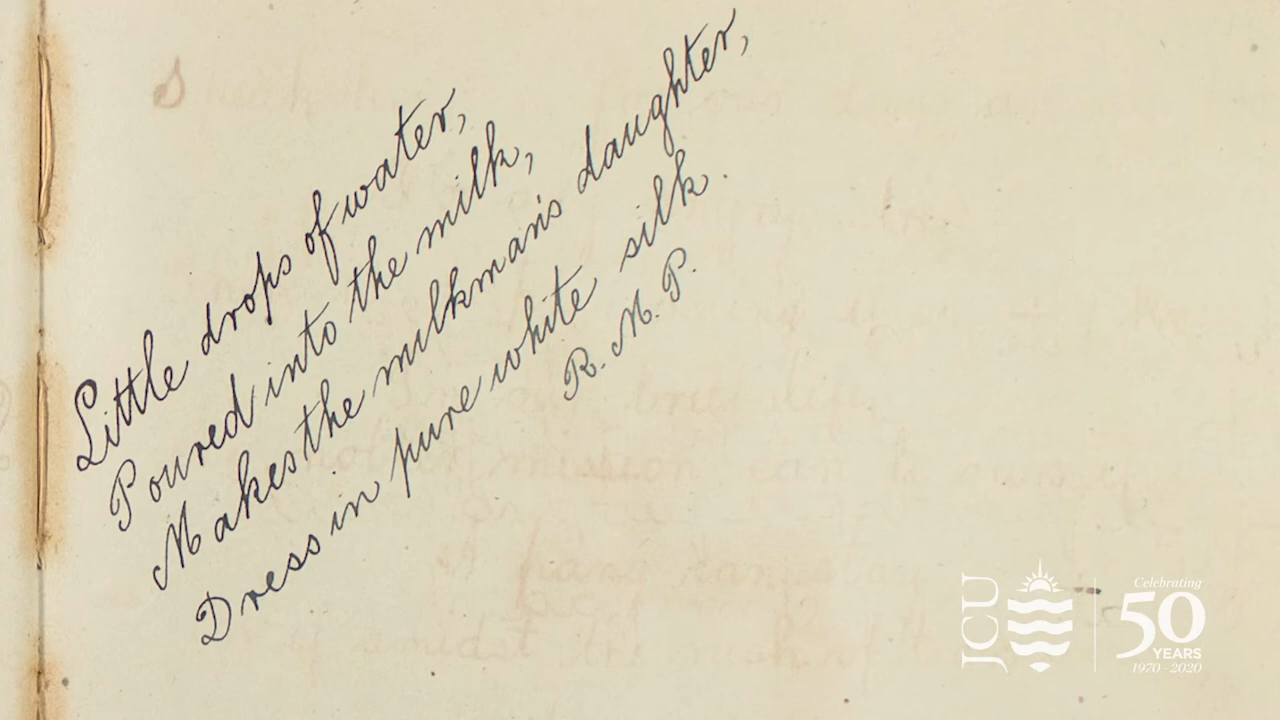 Little drops of water,
Poured into the milk,
Makes the milkman's daughter,
Dress in pure white silk.
R. M. P.
JCU
Celebrating
50
YEARS
1970 - 2020